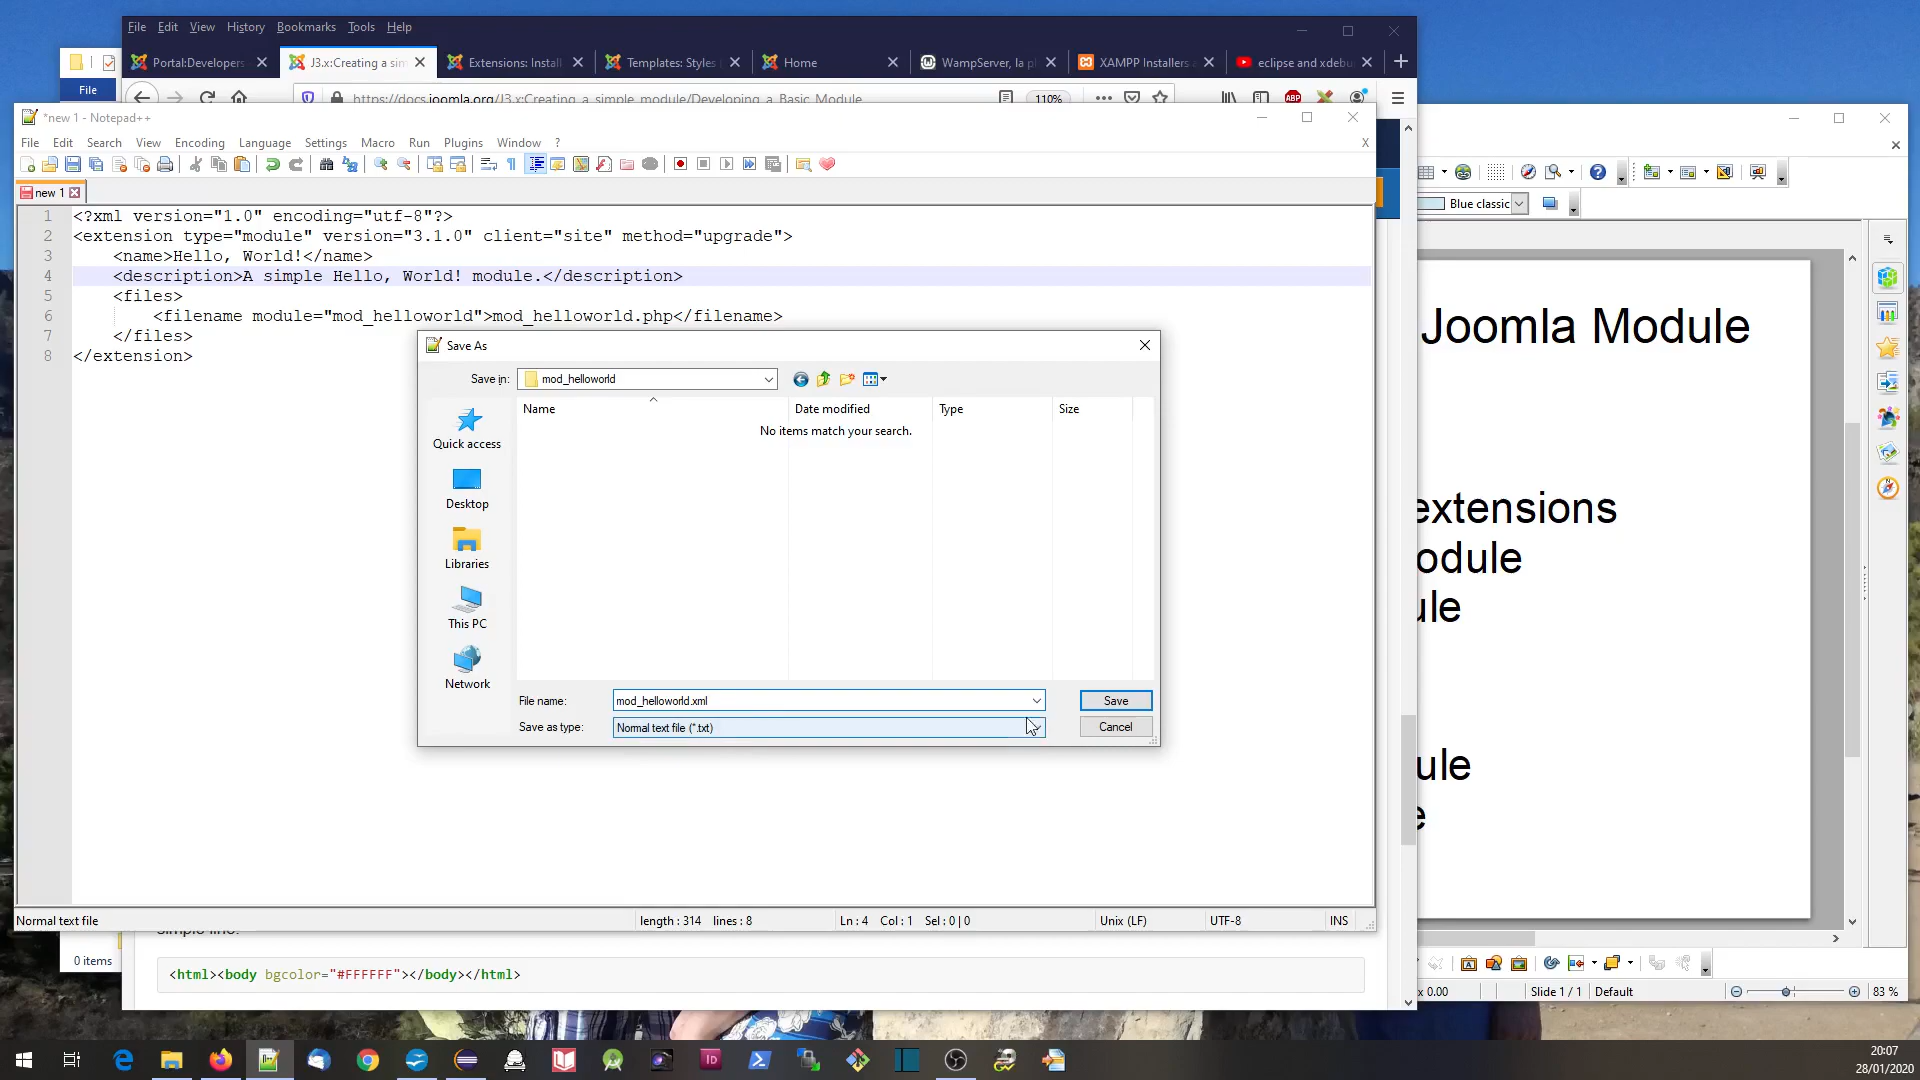 File Edit View History Bookmarks Tools Help
Portal:Developers
J3.x:Creating a sim
Extensions: Install
Templates: Styles
Home
WampServer, la pl
XAMPP Installers a
eclipse and xdebu
File
https://docs.joomla.org/J3.x:Creating_a_simple_module/Developing_a_Basic_Module
110%
ABP
*new 1 - Notepad++
File Edit Search View Encoding Language Settings Macro Run Plugins Window ?
X
new 1
1 <?xml version="1.0" encoding="utf-8"?>
2 <extension type="module" version="3.1.0" client="site" method="upgrade">
3 <name>Hello, World!</name>
4 <description>A simple Hello, World! module.</description>
5 <files>
6 <filename module="mod_helloworld">mod_helloworld.php</filename>
7 </files>
8 </extension>
Save As
Save in: mod_helloworld
Name Date modified Type Size
No items match your search.
Quick access
Desktop
Libraries
This PC
Network
File name: mod_helloworld.xml Save
Save as type: Normal text file (*.txt) Cancel
Normal text file length : 314 lines : 8 Ln : 4 Col : 1 Sel : 0 | 0 Unix (LF) UTF-8 INS
0 items
simple line:
<html><body bgcolor="#FFFFFF"></body></html>
Blue classic
Joomla Module
extensions
odule
ule
ule
e
x 0.00 Slide 1 / 1 Default 83 %
20:07
28/01/2020